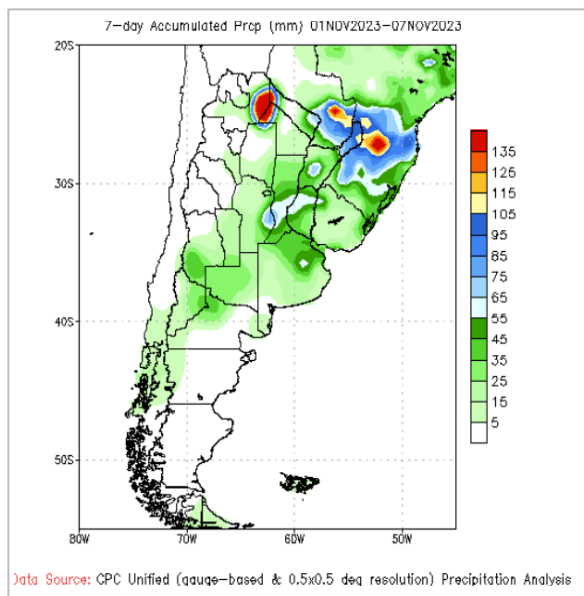 7-day Accumulated Prcp (mm) 01NOV2023-07NOV2023
20S
30S
40S
50S
80W 70W 60W 50W
135
125
115
105
95
85
75
65
55
45
35
25
15
5
Data Source: CPC Unified (gauge-based & 0.5x0.5 deg resolution) Precipitation Analysis